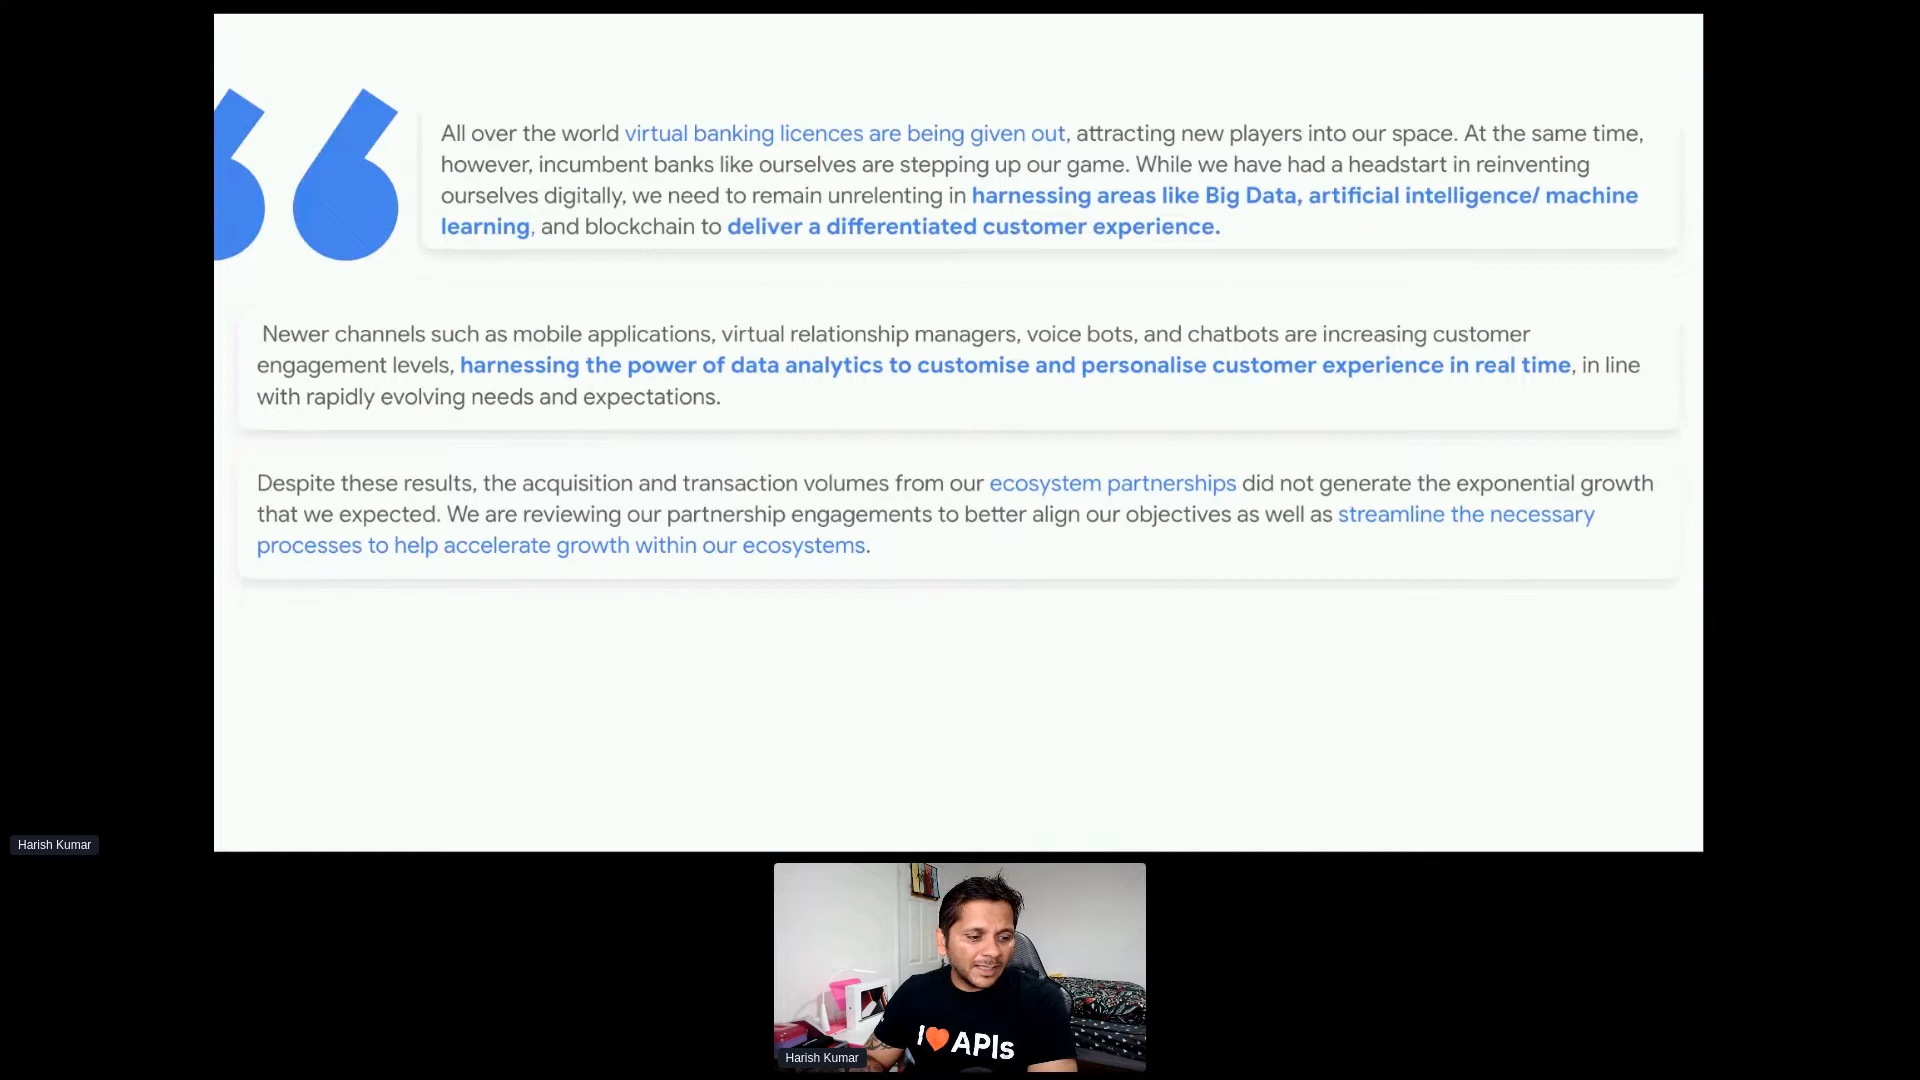 All over the world virtual banking licences are being given out, attracting new players into our space. At the same time,
however, incumbent banks like ourselves are stepping up our game. While we have had a headstart in reinventing
ourselves digitally, we need to remain unrelenting in harnessing areas like Big Data, artificial intelligence/ machine
learning, and blockchain to deliver a differentiated customer experience.
Newer channels such as mobile applications, virtual relationship managers, voice bots, and chatbots are increasing customer
engagement levels, harnessing the power of data analytics to customise and personalise customer experience in real time, in line
with rapidly evolving needs and expectations.
Despite these results, the acquisition and transaction volumes from our ecosystem partnerships did not generate the exponential growth
that we expected. We are reviewing our partnership engagements to better align our objectives as well as streamline the necessary
processes to help accelerate growth within our ecosystems.
Harish Kumar
I APIs
Harish Kumar